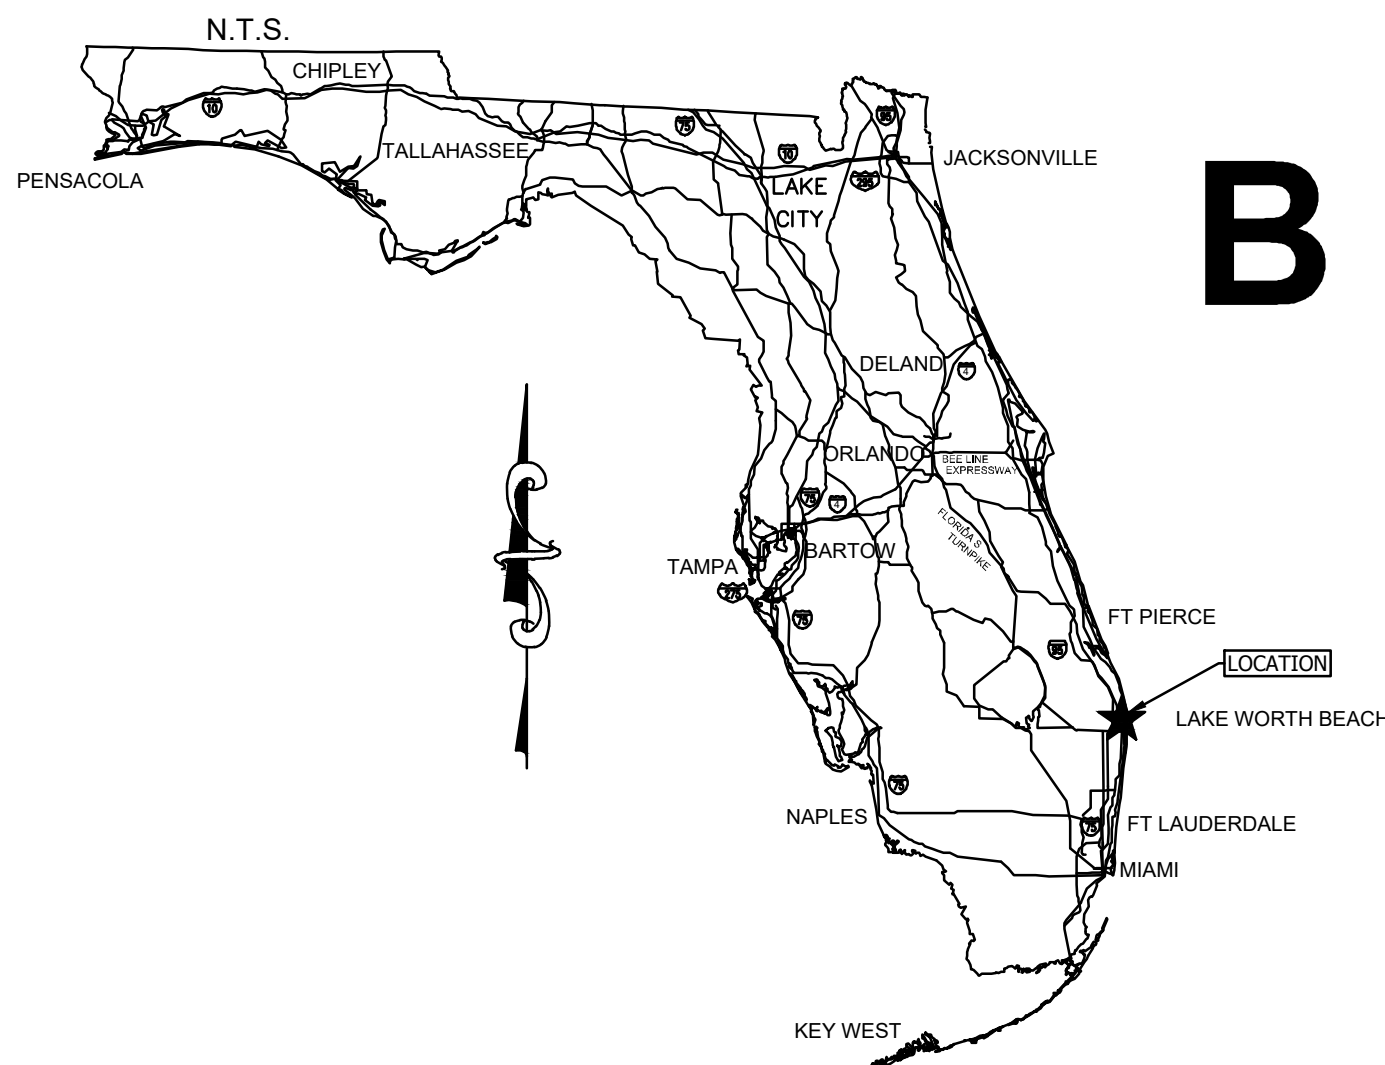 N.T.S.
CHIPLEY
10
75
95
TALLAHASSEE
10
JACKSONVILLE
PENSACOLA
295
LAKE
CITY
B
DELAND
4
ORLANDO
BEE LINE
EXPRESSWAY
75
4
FLORIDA'S
TURNPIKE
BARTOW
TAMPA
275
75
FT PIERCE
95
LOCATION
LAKE WORTH BEACH
75
NAPLES
75
FT LAUDERDALE
MIAMI
KEY WEST